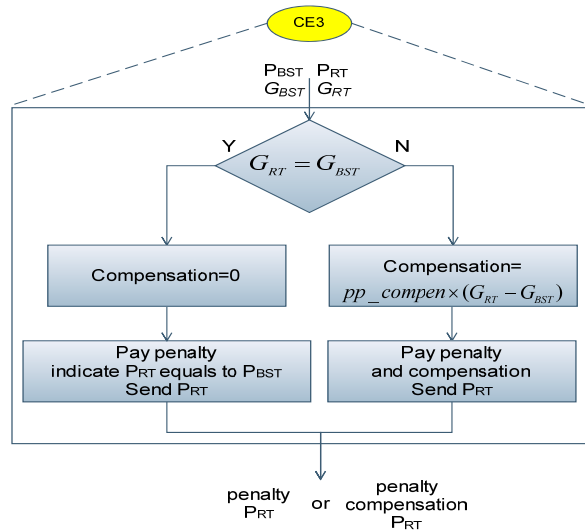 CE3
PBST PRT
GBST GRT
Y N
GRT = GBST
Compensation=0
Compensation=
pp_compen×(GRT − GBST)
Pay penalty
indicate PRT equals to PBST
Send PRT
Pay penalty
and compensation
Send PRT
penalty
PRT
or
penalty
compensation
PRT